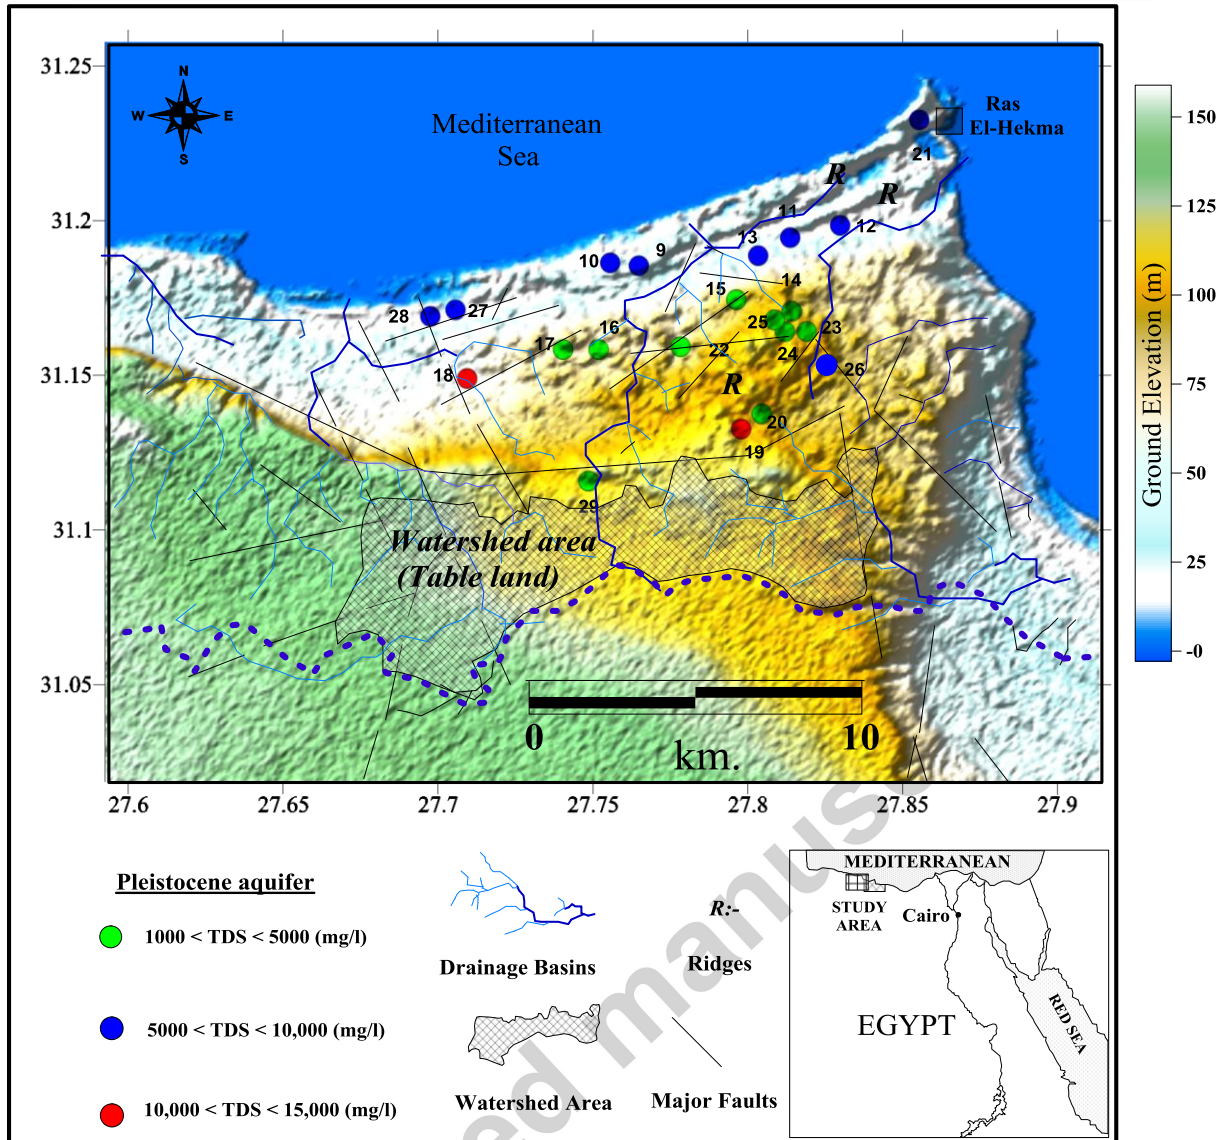 31.25
31.2
31.15
31.1
31.05
N
W
E
S
Mediterranean
Sea
Ras
El-Hekma
21
R
R
11
12
13
9
10
14
15
27
28
16
25
23
17
22
24
26
18
R
20
19
29
Watershed area
(Table land)
0
10
km.
27.6
27.65
27.7
27.75
27.8
27.85
27.9
150
125
100
75
50
25
-0
Ground Elevation (m)
Pleistocene aquifer
1000 < TDS < 5000 (mg/l)
5000 < TDS < 10,000 (mg/l)
10,000 < TDS < 15,000 (mg/l)
Drainage Basins
R:-
Ridges
Watershed Area
Major Faults
MEDITERRANEAN
STUDY
AREA
Cairo
EGYPT
RED SEA
ed manus